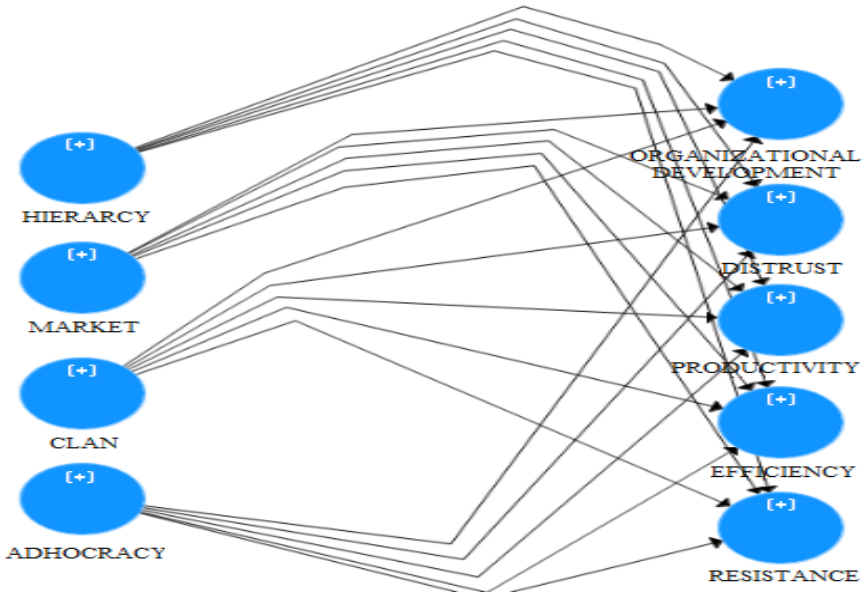 [+]
HIERARCY
[+]
MARKET
[+]
CLAN
[+]
ADHOCRACY
[+]
ORGANIZATIONAL
DEVELOPMENT
[+]
DISTRUST
[+]
PRODUCTIVITY
[+]
EFFICIENCY
[+]
RESISTANCE